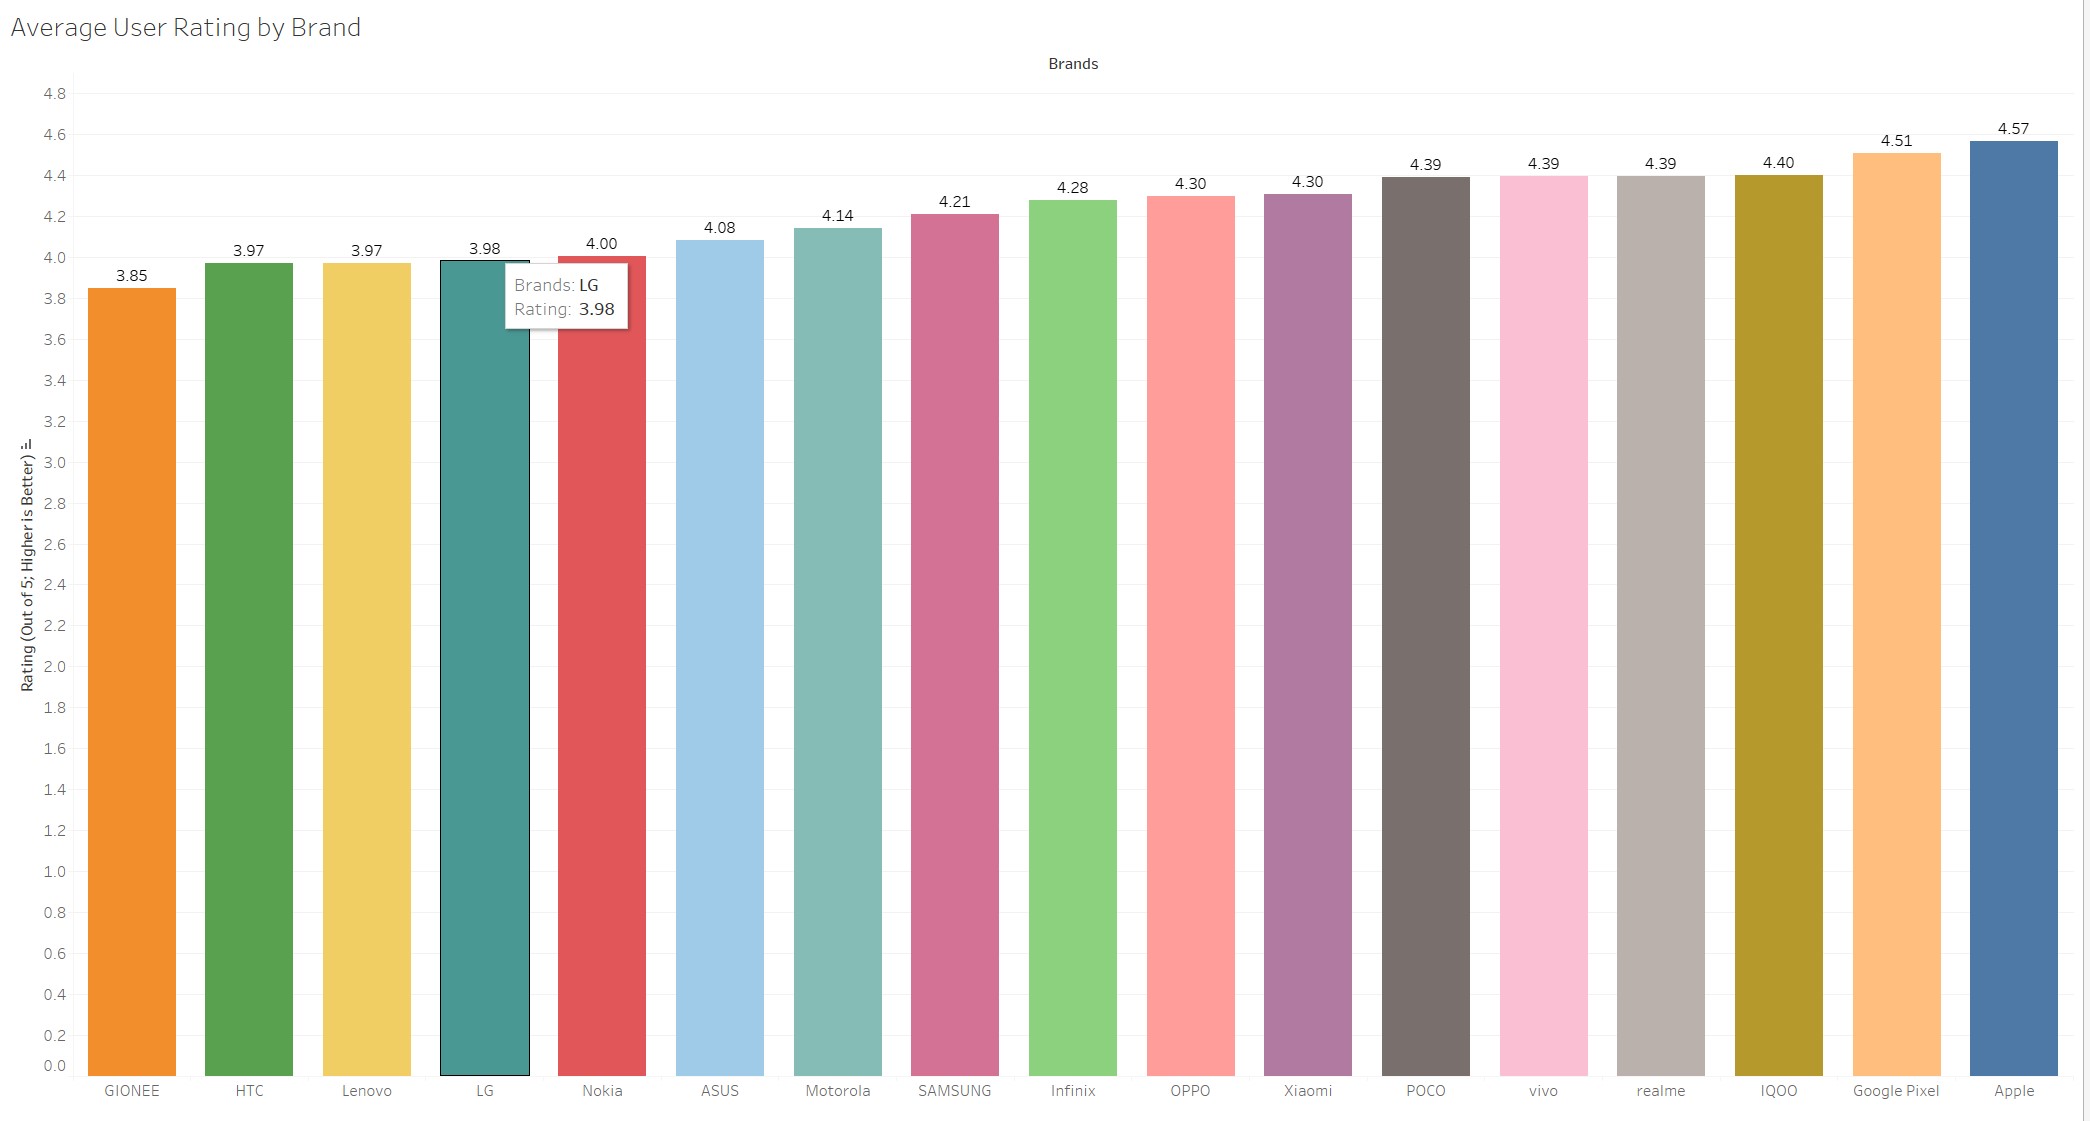 Average User Rating by Brand
Brands
Rating (Out of 5; Higher is Better)
4.8
4.6
4.4
4.2
4.0
3.8
3.6
3.4
3.2
3.0
2.8
2.6
2.4
2.2
2.0
1.8
1.6
1.4
1.2
1.0
0.8
0.6
0.4
0.2
0.0
3.85
3.97
3.97
3.98
4.00
4.08
4.14
4.21
4.28
4.30
4.30
4.39
4.39
4.39
4.40
4.51
4.57
Brands: LG
Rating: 3.98
GIONEE
HTC
Lenovo
LG
Nokia
ASUS
Motorola
SAMSUNG
Infinix
OPPO
Xiaomi
POCO
vivo
realme
IQOO
Google Pixel
Apple